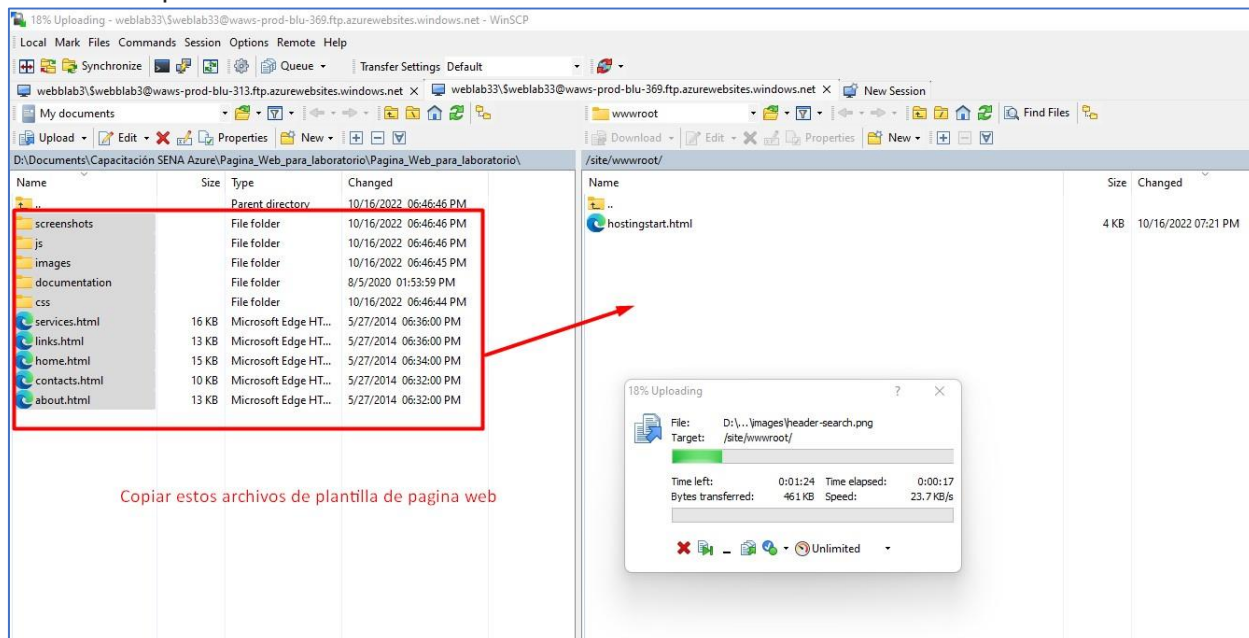 18% Uploading - weblab33\$weblab33@waws-prod-blu-369.ftp.azurewebsites.windows.net - WinSCP
Local Mark Files Commands Session Options Remote Help
Synchronize Queue Transfer Settings Default
webblab3\$webblab3@waws-prod-blu-313.ftp.azurewebsites.windows.net weblab33\$weblab33@waws-prod-blu-369.ftp.azurewebsites.windows.net New Session
My documents wwwroot Find Files
Upload Edit Properties New Download Edit Properties New
D:\Documents\Capacitación SENA Azure\Pagina_Web_para_laboratorio\Pagina_Web_para_laboratorio\ /site/wwwroot/
Name Size Type Changed Name Size Changed
.. Parent directory 10/16/2022 06:46:46 PM ..
screenshots File folder 10/16/2022 06:46:46 PM hostingstart.html 4 KB 10/16/2022 07:21 PM
js File folder 10/16/2022 06:46:46 PM
images File folder 10/16/2022 06:46:45 PM
documentation File folder 8/5/2020 01:53:59 PM
css File folder 10/16/2022 06:46:44 PM
services.html 16 KB Microsoft Edge HT... 5/27/2014 06:36:00 PM
links.html 13 KB Microsoft Edge HT... 5/27/2014 06:36:00 PM
home.html 15 KB Microsoft Edge HT... 5/27/2014 06:34:00 PM
contacts.html 10 KB Microsoft Edge HT... 5/27/2014 06:32:00 PM
about.html 13 KB Microsoft Edge HT... 5/27/2014 06:32:00 PM
Copiar estos archivos de plantilla de pagina web
18% Uploading ?
File: D:\...\images\header-search.png
Target: /site/wwwroot/
Time left: 0:01:24 Time elapsed: 0:00:17
Bytes transferred: 461 KB Speed: 23.7 KB/s
Unlimited